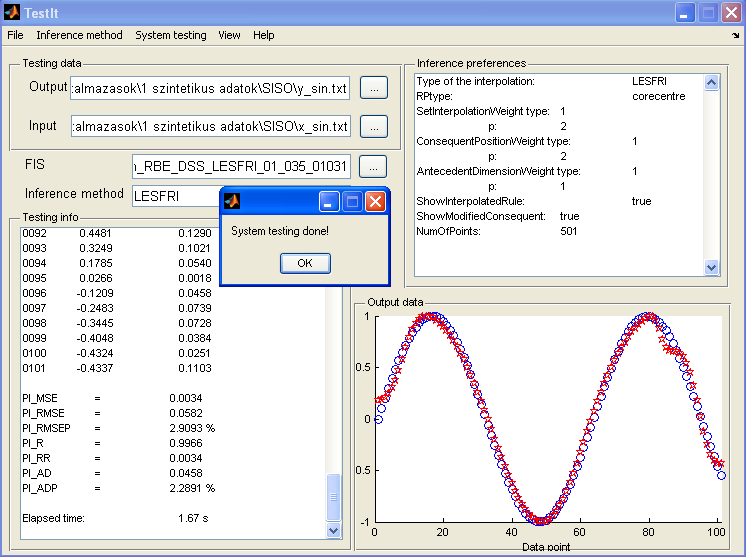 TestIt
File Inference method System testing View Help
Testing data
Output :almazasok\1 szintetikus adatok\SISO\y_sin.txt ...
Input :almazasok\1 szintetikus adatok\SISO\x_sin.txt ...
FIS _RBE_DSS_LESFRI_01_035_01031 ...
Inference method LESFRI
Testing info
0092 0.4481 0.1290
0093 0.3249 0.1021
0094 0.1785 0.0540
0095 0.0266 0.0018
0096 -0.1209 0.0458
0097 -0.2483 0.0739
0098 -0.3445 0.0728
0099 -0.4048 0.0384
0100 -0.4324 0.0251
0101 -0.4337 0.1103
PI_MSE = 0.0034
PI_RMSE = 0.0582
PI_RMSEP = 2.9093 %
PI_R = 0.9966
PI_RR = 0.0034
PI_AD = 0.0458
PI_ADP = 2.2891 %
Elapsed time: 1.67 s
System testing done!
OK
Inference preferences
Type of the interpolation: LESFRI
RPtype: corecentre
SetInterpolationWeight type: 1
p: 2
ConsequentPositionWeight type: 1
p: 2
AntecedentDimensionWeight type: 1
p: 1
ShowInterpolatedRule: true
ShowModifiedConsequent: true
NumOfPoints: 501
Output data
1
0.5
0
0.5
-1
0 20 40 60 80 100
Data point